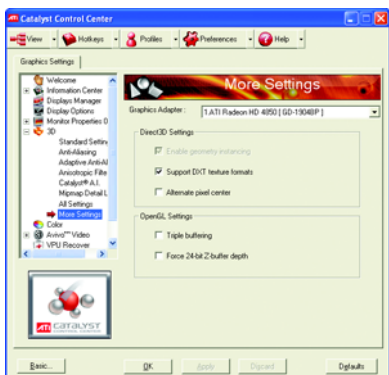 Catalyst Control Center
View Hotkeys Profiles Preferences Help
Graphics Settings
Welcome
Information Center
Displays Manager
Display Options
Monitor Properties 0
3D
Standard Settin
Anti-Aliasing
Adaptive Anti-Al
Anisotropic Filte
Catalyst® A.I.
Mipmap Detail L
All Settings
More Settings
Color
Avivo™ Video
VPU Recover
More Settings
Graphics Adapter :
1.ATI Radeon HD 4850 [ GD-1904BP ]
Direct3D Settings
Enable geometry instancing
Support DXT texture formats
Alternate pixel center
OpenGL Settings
Triple buffering
Force 24-bit Z-buffer depth
ATI CATALYST
CONTROL CENTER
Basic...
OK
Apply
Discard
Defaults